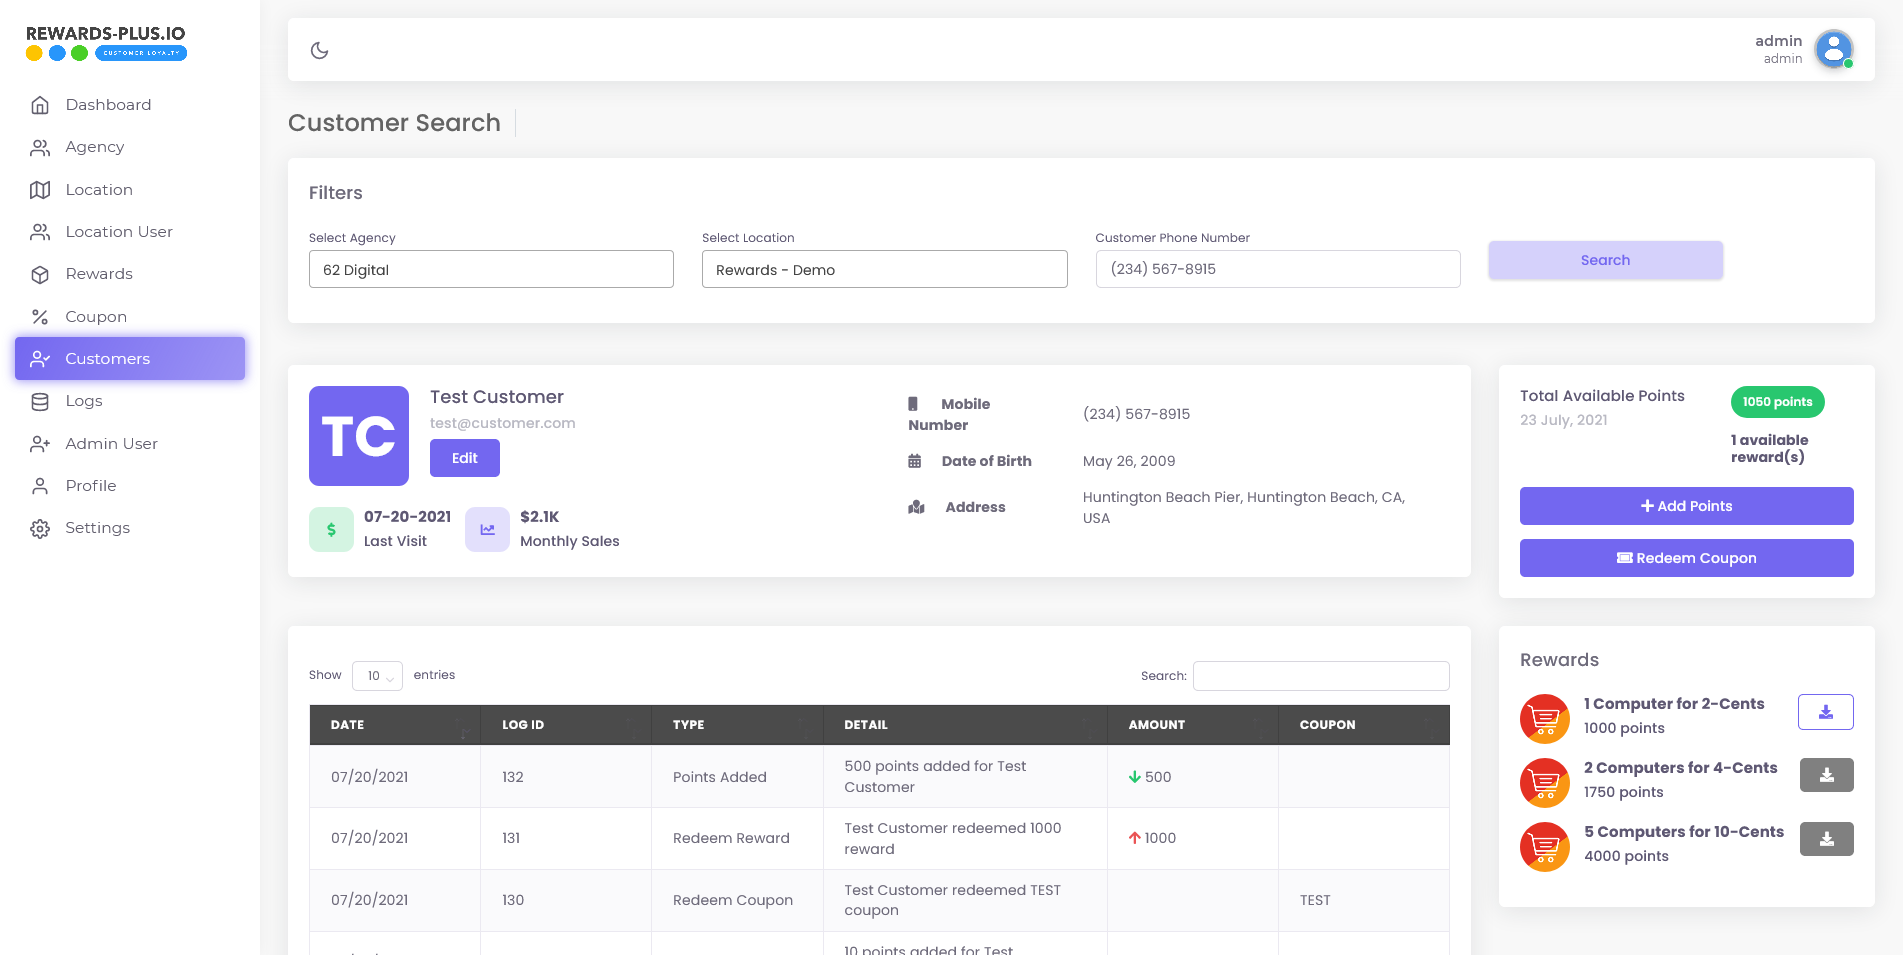 REWARDS-PLUS.IO
CUSTOMER LOYALTY
Dashboard
Agency
Location
Location User
Rewards
Coupon
Customers
Logs
Admin User
Profile
Settings
admin
admin
Customer Search
Filters
Select Agency
62 Digital
Select Location
Rewards - Demo
Customer Phone Number
(234) 567-8915
Search
TC
Test Customer
test@customer.com
Edit
07-20-2021
Last Visit
$2.1K
Monthly Sales
Mobile
Number
(234) 567-8915
Date of Birth
May 26, 2009
Address
Huntington Beach Pier, Huntington Beach, CA,
USA
Total Available Points
23 July, 2021
1050 points
1 available
reward(s)
Add Points
Redeem Coupon
Show 10 entries
Search:
DATE LOG ID TYPE DETAIL AMOUNT COUPON
07/20/2021 132 Points Added 500 points added for Test
Customer 500
07/20/2021 131 Redeem Reward Test Customer redeemed 1000
reward 1000
07/20/2021 130 Redeem Coupon Test Customer redeemed TEST
coupon TEST
10 points added for Test
Rewards
1 Computer for 2-Cents
1000 points
2 Computers for 4-Cents
1750 points
5 Computers for 10-Cents
4000 points